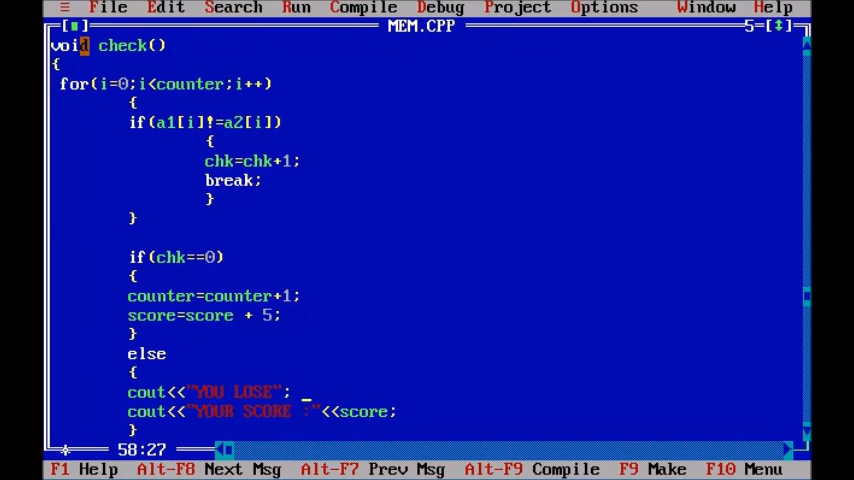 ≡ File Edit Search Run Compile Debug Project Options Window Help
[■] MEM.CPP 5=[↕]
void check()
{
for(i=0;i<counter;i++)
{
if(a1[i]!=a2[i])
{
chk=chk+1;
break;
}
}
if(chk==0)
{
counter=counter+1;
score=score + 5;
}
else
{
cout<<"YOU LOSE"; _
cout<<"YOUR SCORE :"<<score;
}
58:27
F1 Help Alt-F8 Next Msg Alt-F7 Prev Msg Alt-F9 Compile F9 Make F10 Menu